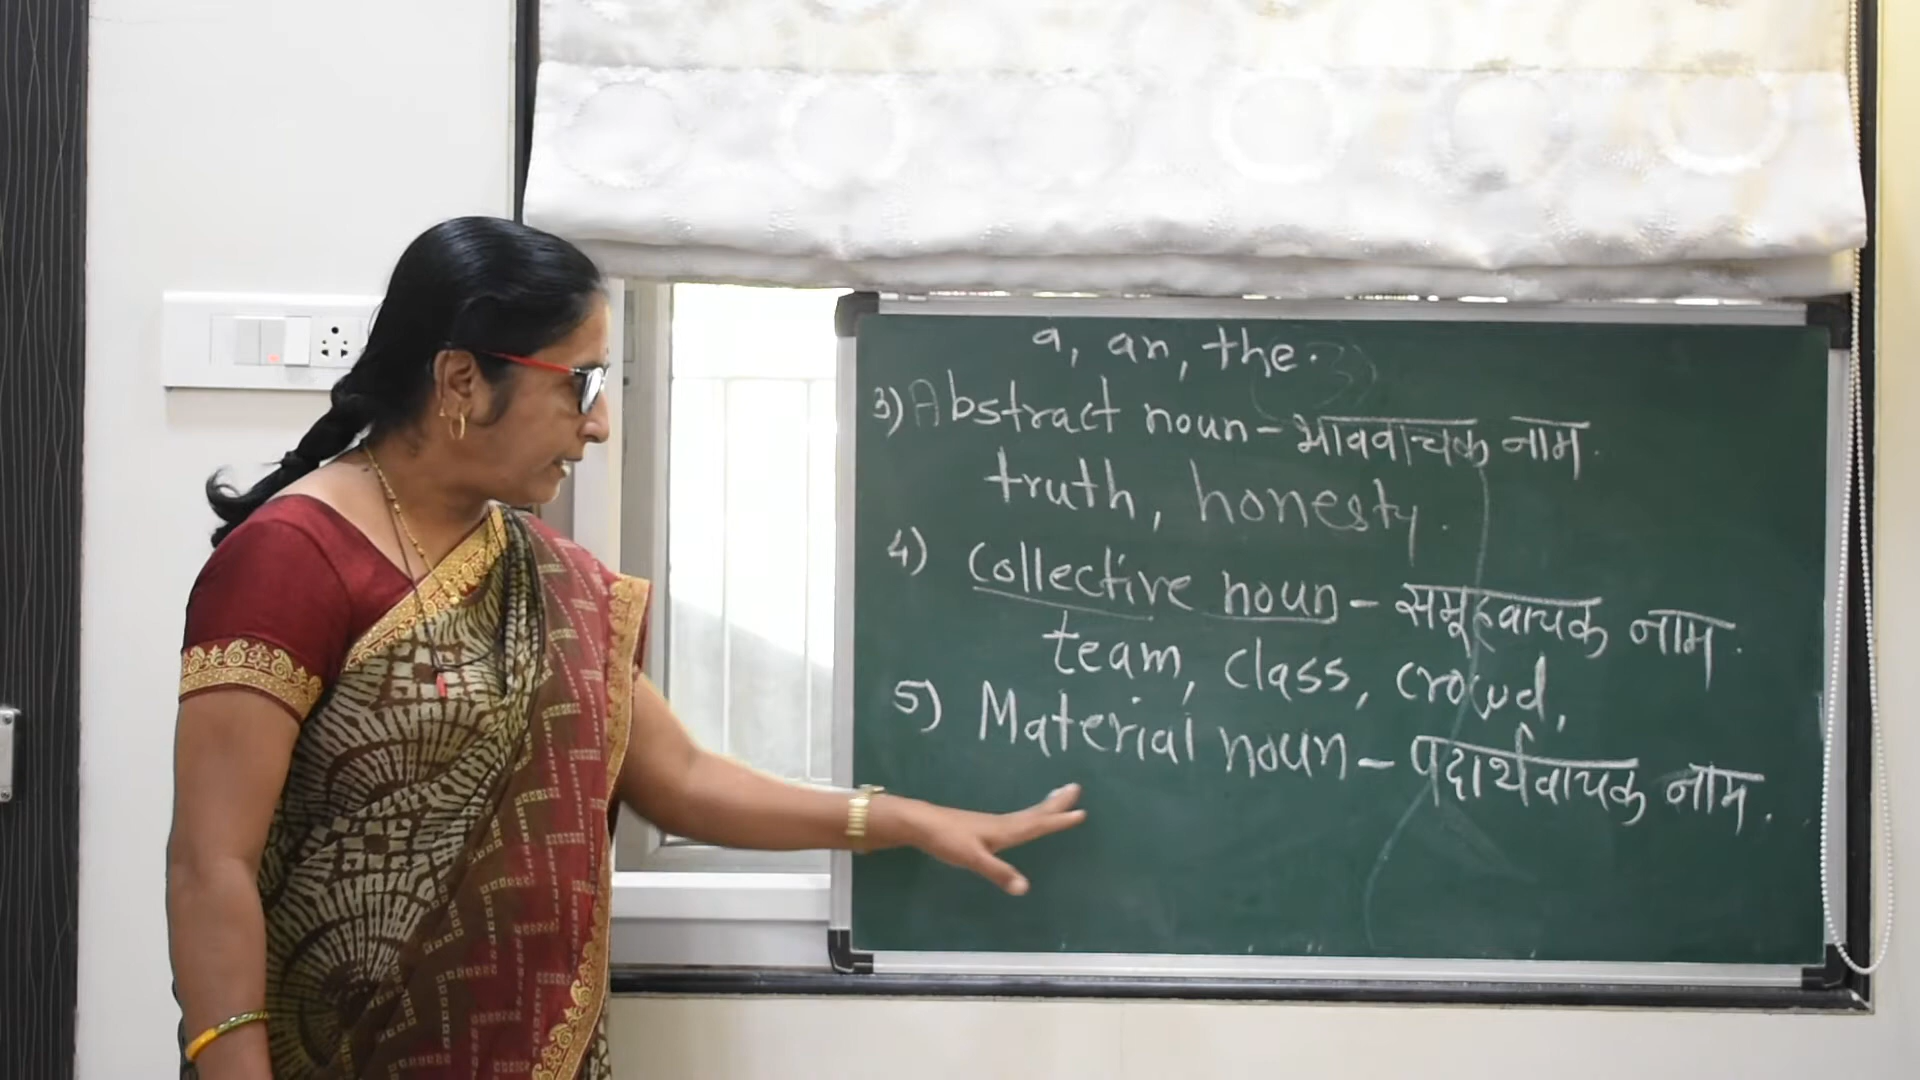 a, an, the.
3) Abstract noun - भाववाचक नाम.
truth, honesty.
4) Collective noun - समूहवाचक नाम.
team, class, crowd,
5) Material noun - पदार्थवाचक नाम.